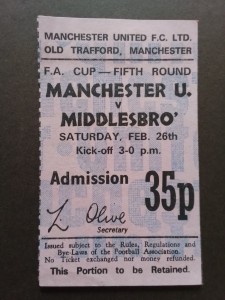 MANCHESTER UNITED F.C. LTD.
OLD TRAFFORD, MANCHESTER
F.A. CUP — FIFTH ROUND
MANCHESTER U.
v
MIDDLESBRO'
SATURDAY, FEB. 26th
Kick-off 3-0 p.m.
Admission 35p
L. Olive
Secretary
Issued subject to the Rules, Regulations and
Bye-Laws of the Football Association.
No Ticket exchanged nor money refunded.
This Portion to be Retained.